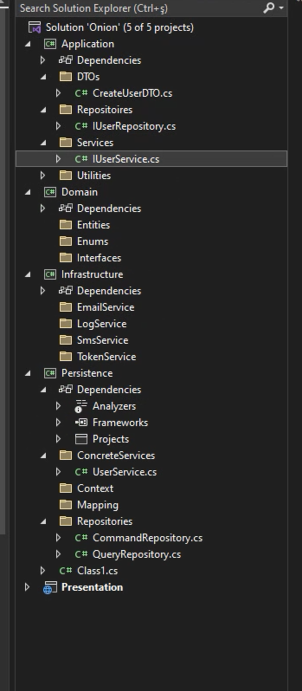 Search Solution Explorer (Ctrl+ş)
Solution 'Onion' (5 of 5 projects)
C# Application
Dependencies
DTOs
C# CreateUserDTO.cs
Repositoires
C# IUserRepository.cs
Services
C# IUserService.cs
Utilities
C# Domain
Dependencies
Entities
Enums
Interfaces
C# Infrastructure
Dependencies
EmailService
LogService
SmsService
TokenService
C# Persistence
Dependencies
Analyzers
Frameworks
Projects
ConcreteServices
C# UserService.cs
Context
Mapping
Repositories
C# CommandRepository.cs
C# QueryRepository.cs
C# Class1.cs
Presentation